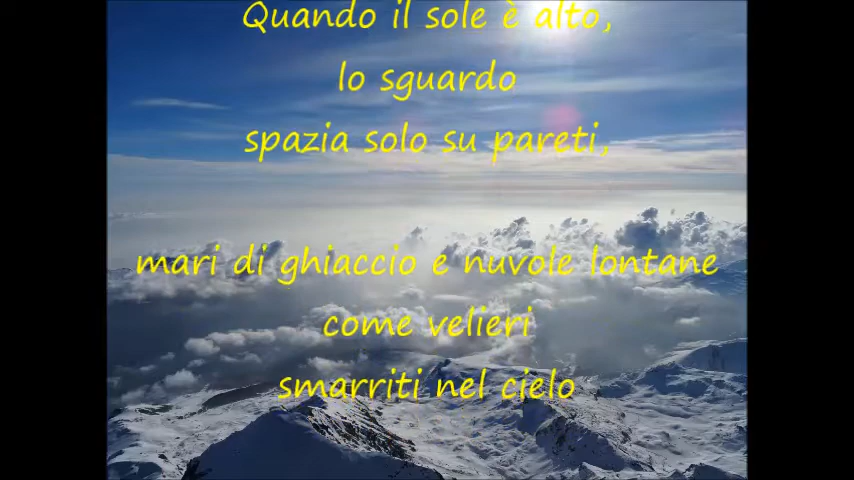 Quando il sole è alto,
lo sguardo
spazia solo su pareti,
mari di ghiaccio e nuvole lontane
come velieri
smarriti nel cielo